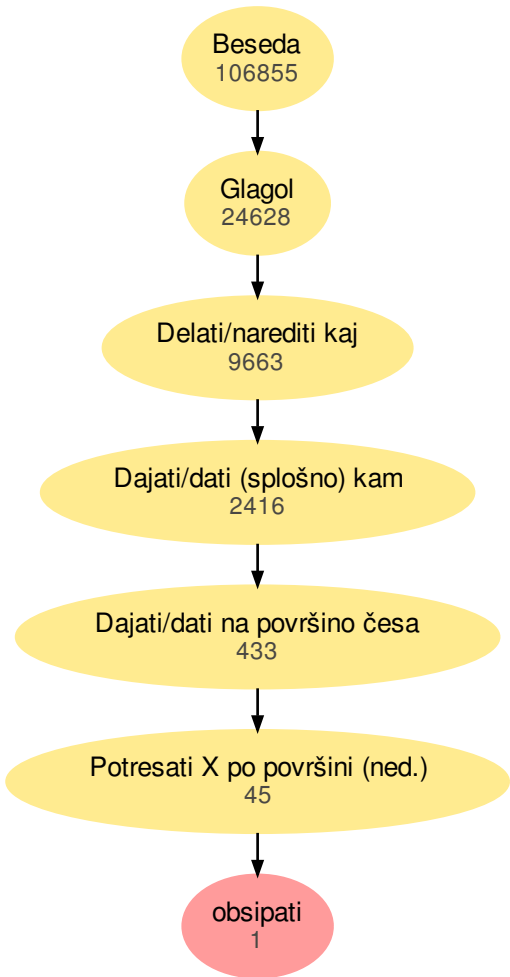 Beseda
106855
Glagol
24628
Delati/narediti kaj
9663
Dajati/dati (splošno) kam
2416
Dajati/dati na površino česa
433
Potresati X po površini (ned.)
45
obsipati
1